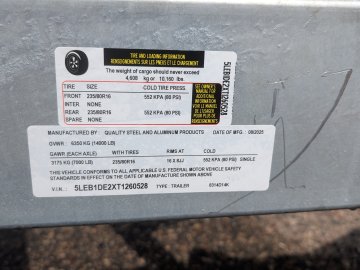 TIRE AND LOADING INFORMATION
RENSEIGNEMENTS SUR LES PNEUS ET LE CHARGEMENT
The weight of cargo should never exceed
4,608 kg or 10,160 lbs.
TIRE SIZE COLD TIRE PRESS.
FRONT 235/80R16 552 KPA (80 PSI)
INTER NONE
REAR 235/80R16 552 KPA (80 PSI)
SPARE NONE
SEE OWNER'S
MANUAL FOR
ADDITIONAL
INFORMATION
5LEB1DE2XT1260528
MANUFACTURED BY: QUALITY STEEL AND ALUMINUM PRODUCTS DATE: 09/2025
GVWR: 6350 KG (14000 LB)
GAWR (EACH AXLE) WITH TIRES RIMS AT COLD
3175 KG (7000 LB) 235/80R16 16 X 6JJ 552 KPA (80 PSI) SINGLE
THIS VEHICLE CONFORMS TO ALL APPLICABLE U.S. FEDERAL MOTOR VEHICLE SAFETY
STANDARDS IN EFFECT ON THE DATE OF MANUFACTURE SHOWN ABOVE
5LEB1DE2XT1260528 TYPE: TRAILER 8314D14K